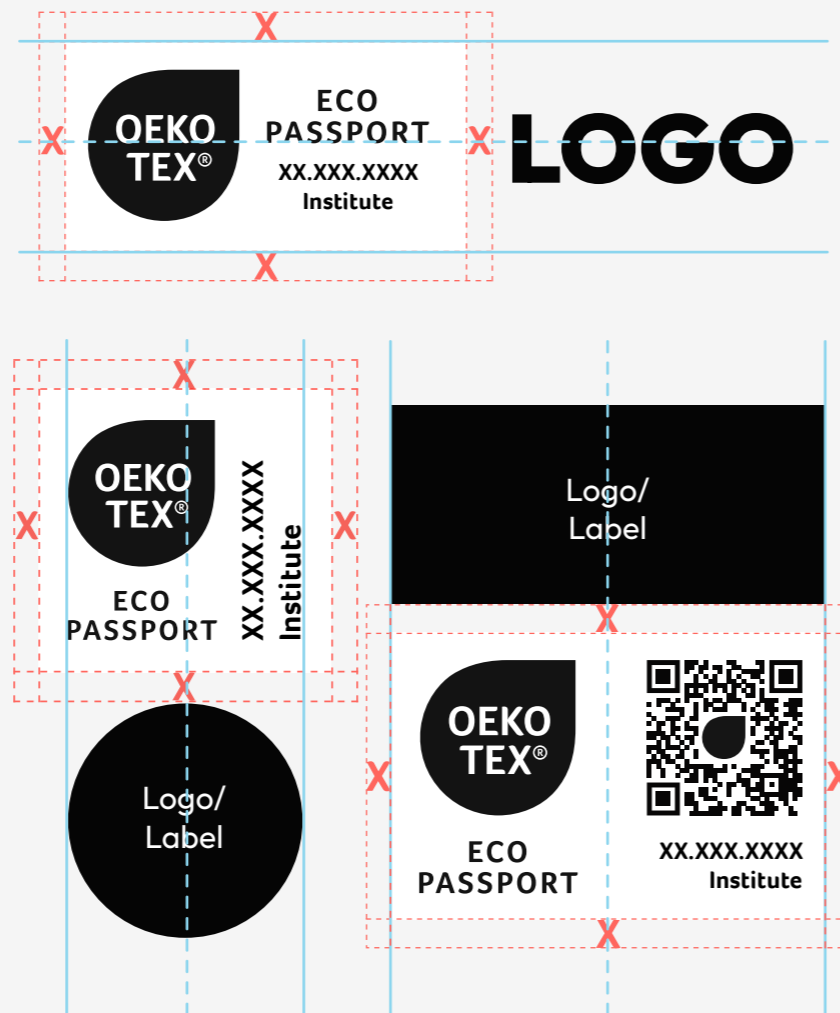 X
X
OEKO
TEX®
ECO
PASSPORT
XX.XXX.XXXX
Institute
X
LOGO
X
X
X
OEKO
TEX®
ECO
PASSPORT
XX.XXX.XXXX
Institute
X
X
Logo/
Label
Logo/
Label
X
X
OEKO
TEX®
ECO
PASSPORT
XX.XXX.XXXX
Institute
X
X